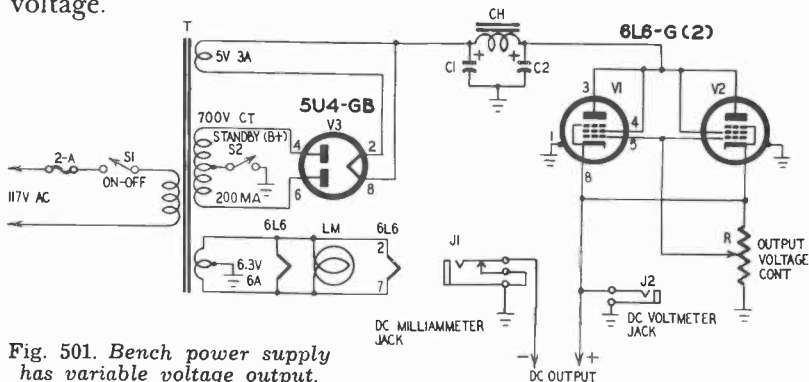 voltage.
T
CH
6L6-G (2)
5V 3A
C1
+
+
C2
3
V1
V2
700V CT
5U4-GB
V3
4
1
5
STANDBY (B+)
4
2
2-A
S1
S2
ON-OFF
117V AC
200MA
6
8
8
6L6
LM
6L6
J1
R
OUTPUT
VOLTAGE
CONT
2
6.3V
6A
J2
7
DC MILLIAMMETER
JACK
DC VOLTMETER
JACK
Fig. 501. Bench power supply
has variable voltage output.
-
+
DC OUTPUT